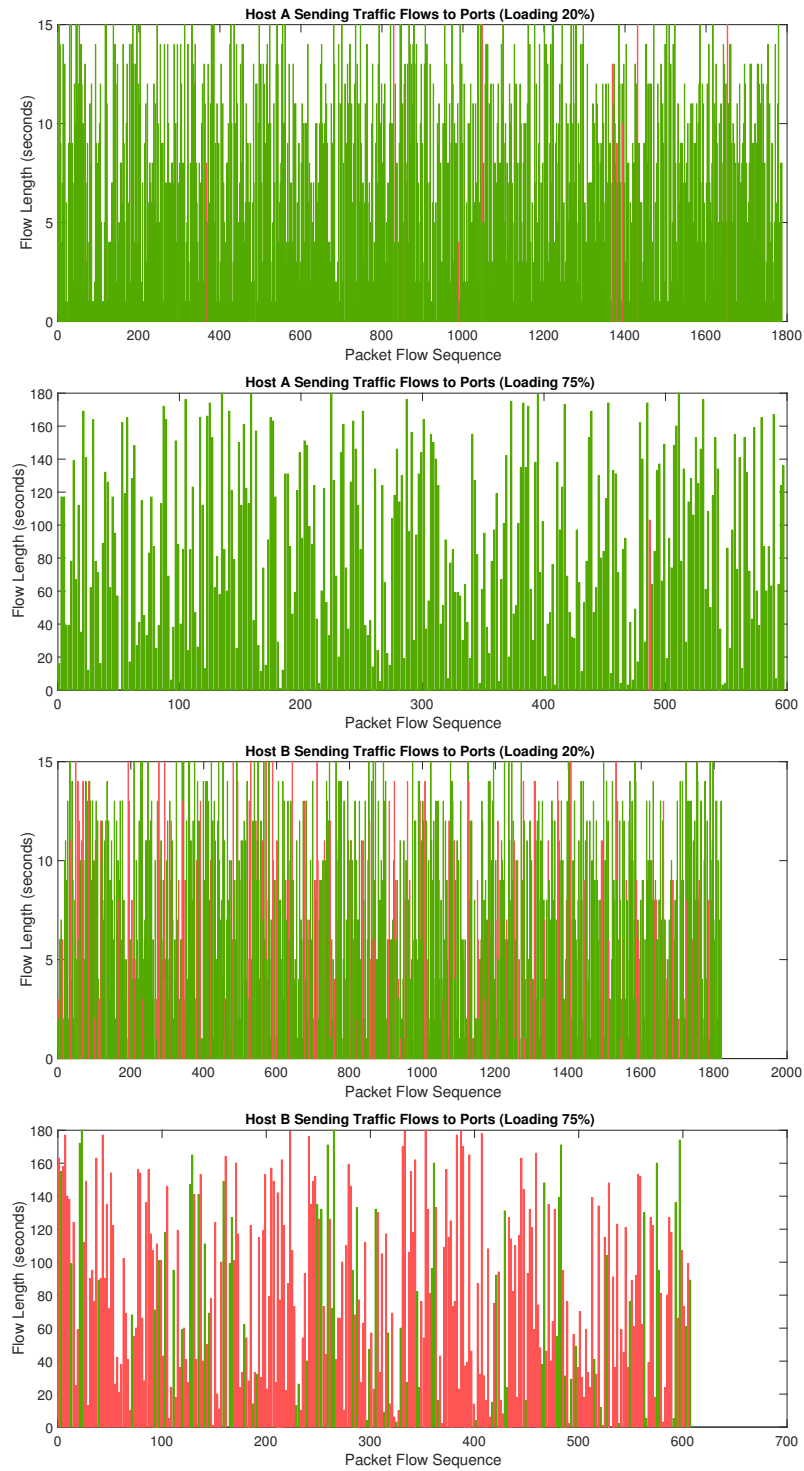 Host A Sending Traffic Flows to Ports (Loading 20%)
15
10
5
0
Flow Length (seconds)
0 200 400 600 800 1000 1200 1400 1600 1800
Packet Flow Sequence
Host A Sending Traffic Flows to Ports (Loading 75%)
180
160
140
120
100
80
60
40
20
0
Flow Length (seconds)
0 100 200 300 400 500 600
Packet Flow Sequence
Host B Sending Traffic Flows to Ports (Loading 20%)
15
10
5
0
Flow Length (seconds)
0 200 400 600 800 1000 1200 1400 1600 1800 2000
Packet Flow Sequence
Host B Sending Traffic Flows to Ports (Loading 75%)
180
160
140
120
100
80
60
40
20
0
Flow Length (seconds)
0 100 200 300 400 500 600 700
Packet Flow Sequence